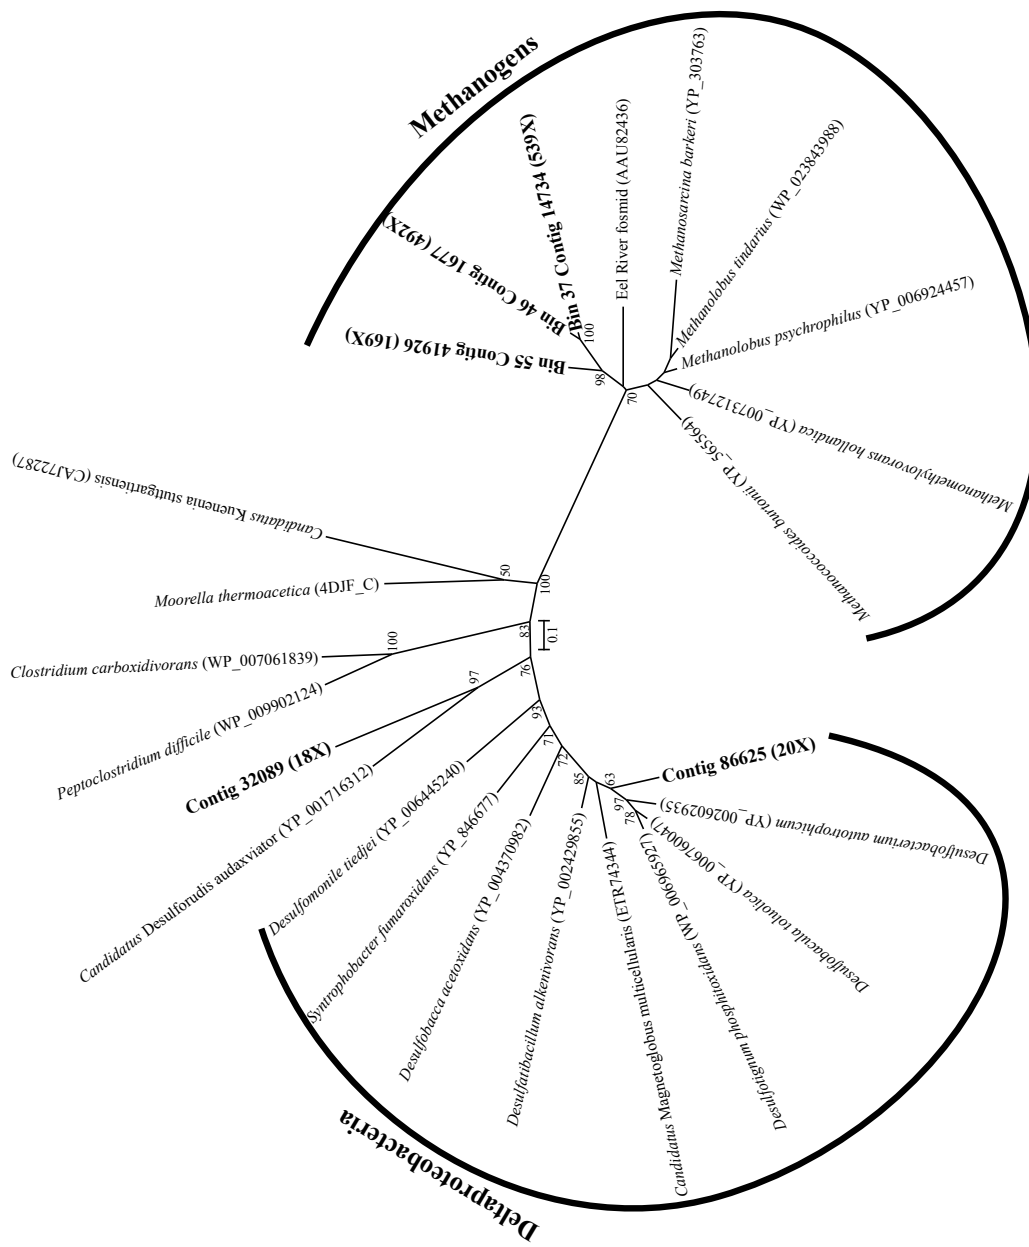 Methanogens
Bin 55 Contig 41926 (169X)
Bin 46 Contig 1677 (492X)
Bin 37 Contig 14734 (539X)
Eel River fosmid (AAU82436)
Methanosarcina barkeri (YP_303763)
Methanolobus tindarius (WP_023843988)
Methanolobus psychrophilus (YP_006924457)
Methanomethylovorans hollandica (YP_007312749)
Methanococcoides burtonii (YP_565564)
100
98
70
Candidatus Kuenenia stuttgartiensis (CAJ72287)
Moorella thermoacetica (4DJF_C)
50
100
Clostridium carboxidivorans (WP_007061839)
Peptoclostridium difficile (WP_009902124)
100
83
0.1
Contig 32089 (18X)
Candidatus Desulforudis audaxviator (YP_001716312)
97
76
Desulfomonile tiedjei (YP_006445240)
93
Syntrophobacter fumaroxidans (YP_846677)
71
Desulfobacca acetoxidans (YP_004370982)
72
Desulfatibacillum alkenivorans (YP_002429855)
85
Candidatus Magnetoglobus multicellularis (ETR74344)
63
97
78
Desulfotignum phosphitoxidans (WP_006965927)
Desulfobacula toluolica (YP_006760047)
Desulfobacterium autotrophicum (YP_002602935)
Contig 86625 (20X)
Deltaproteobacteria